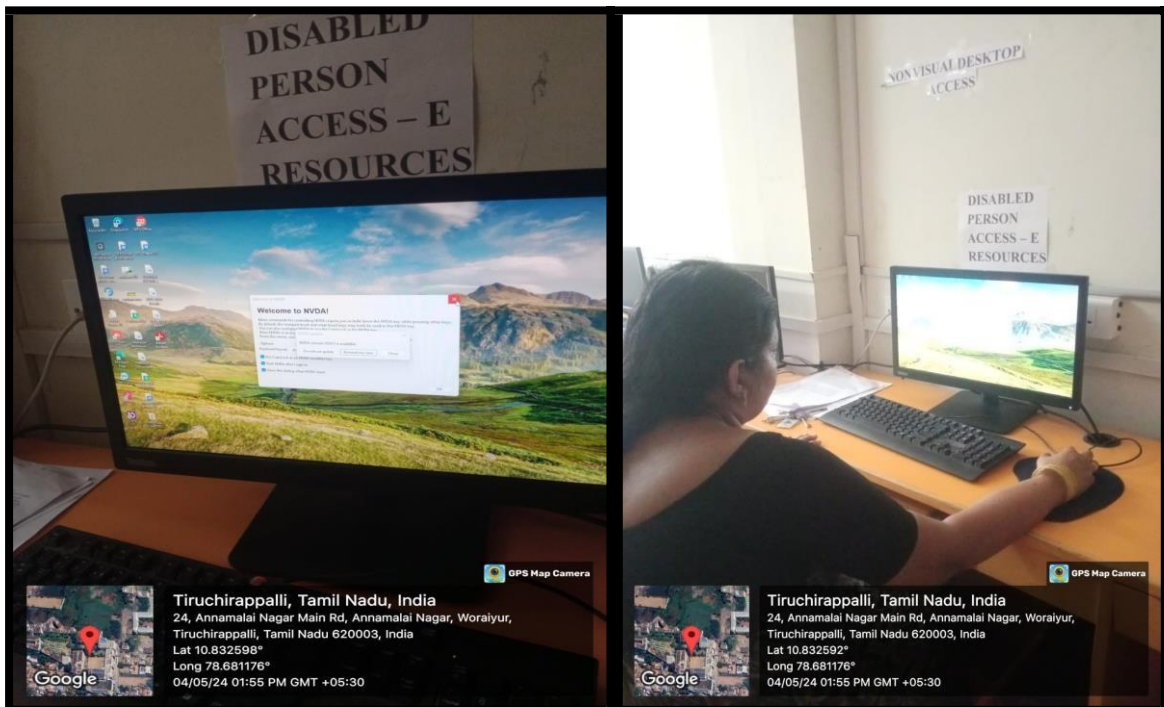 DISABLED
PERSON
ACCESS – E
RESOURCES
Welcome to NVDA!
GPS Map Camera
Google
Tiruchirappalli, Tamil Nadu, India
24, Annamalai Nagar Main Rd, Annamalai Nagar, Woraiyur,
Tiruchirappalli, Tamil Nadu 620003, India
Lat 10.832598°
Long 78.681176°
04/05/24 01:55 PM GMT +05:30
NONVISUAL DESKTOP
ACCESS
DISABLED
PERSON
ACCESS – E
RESOURCES
GPS Map Camera
Google
Tiruchirappalli, Tamil Nadu, India
24, Annamalai Nagar Main Rd, Annamalai Nagar, Woraiyur,
Tiruchirappalli, Tamil Nadu 620003, India
Lat 10.832592°
Long 78.681176°
04/05/24 01:55 PM GMT +05:30